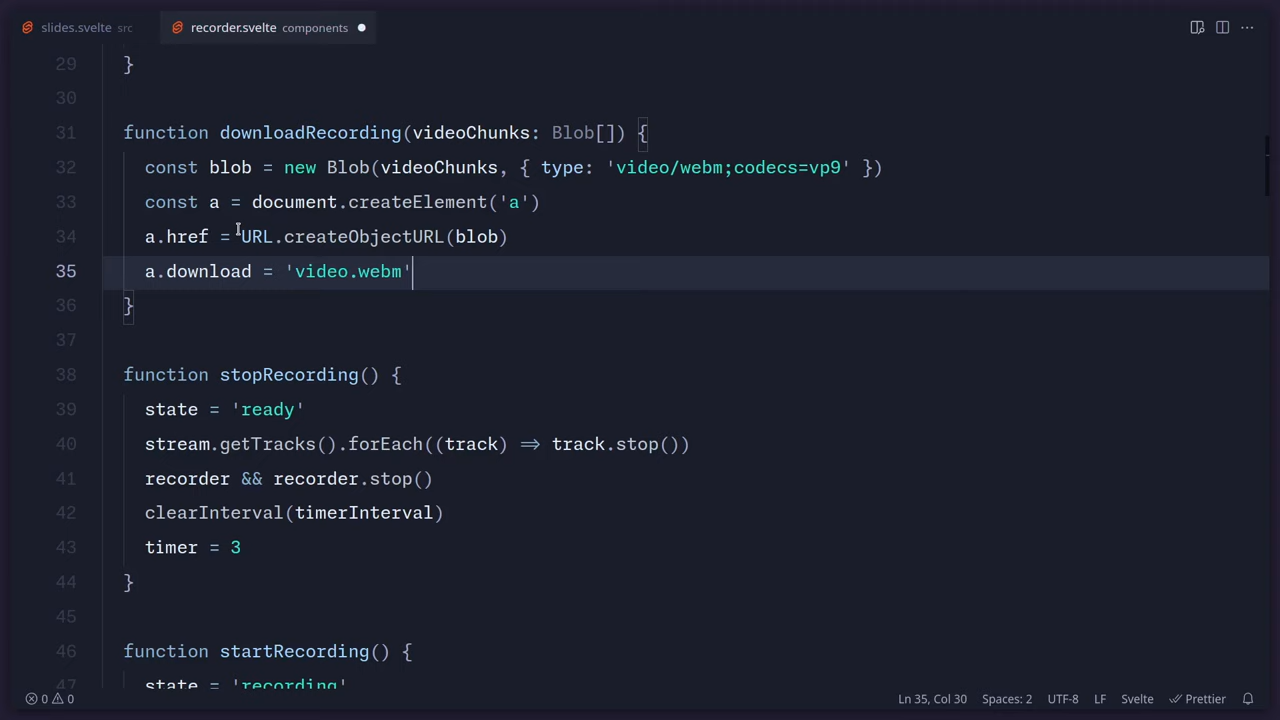 slides.svelte src
recorder.svelte components
29 }
30
31 function downloadRecording(videoChunks: Blob[]) {
32 const blob = new Blob(videoChunks, { type: 'video/webm;codecs=vp9' })
33 const a = document.createElement('a')
34 a.href = URL.createObjectURL(blob)
35 a.download = 'video.webm'
36 }
37
38 function stopRecording() {
39 state = 'ready'
40 stream.getTracks().forEach((track) ⇒ track.stop())
41 recorder && recorder.stop()
42 clearInterval(timerInterval)
43 timer = 3
44 }
45
46 function startRecording() {
47 state = 'recording'
0 0 Ln 35, Col 30 Spaces: 2 UTF-8 LF Svelte Prettier